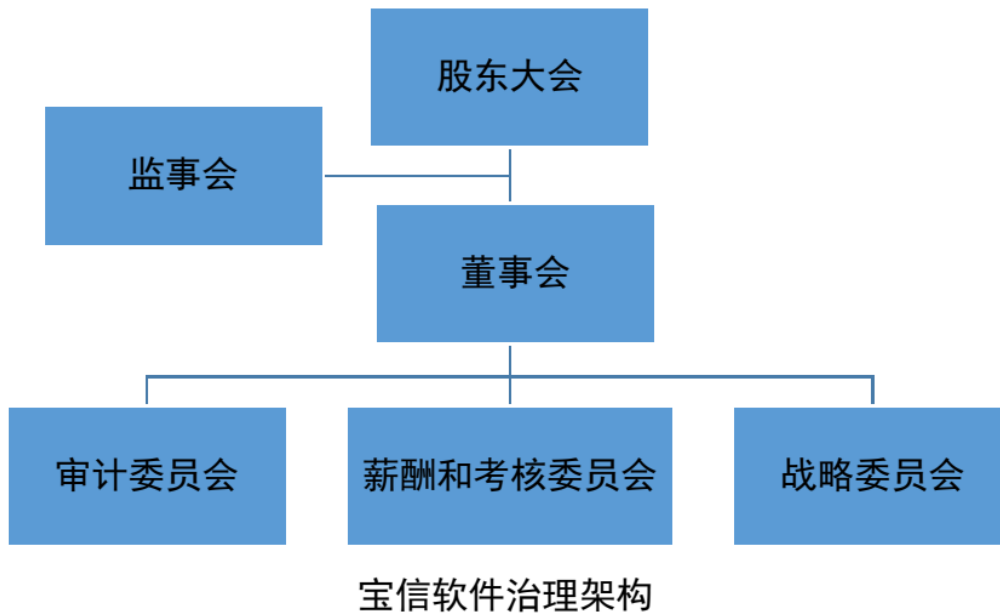 股东大会
监事会
董事会
审计委员会
薪酬和考核委员会
战略委员会
宝信软件治理架构